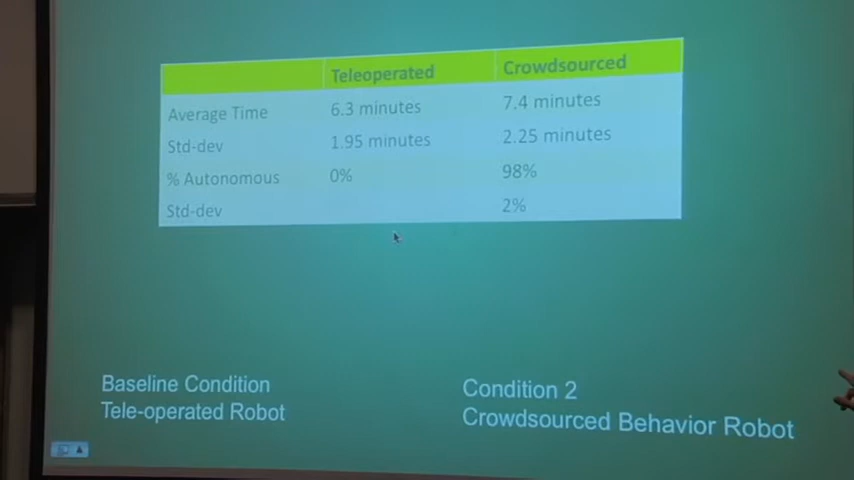 Teleoperated Crowdsourced
Average Time 6.3 minutes 7.4 minutes
Std-dev 1.95 minutes 2.25 minutes
% Autonomous 0% 98%
Std-dev 2%
Baseline Condition
Tele-operated Robot
Condition 2
Crowdsourced Behavior Robot